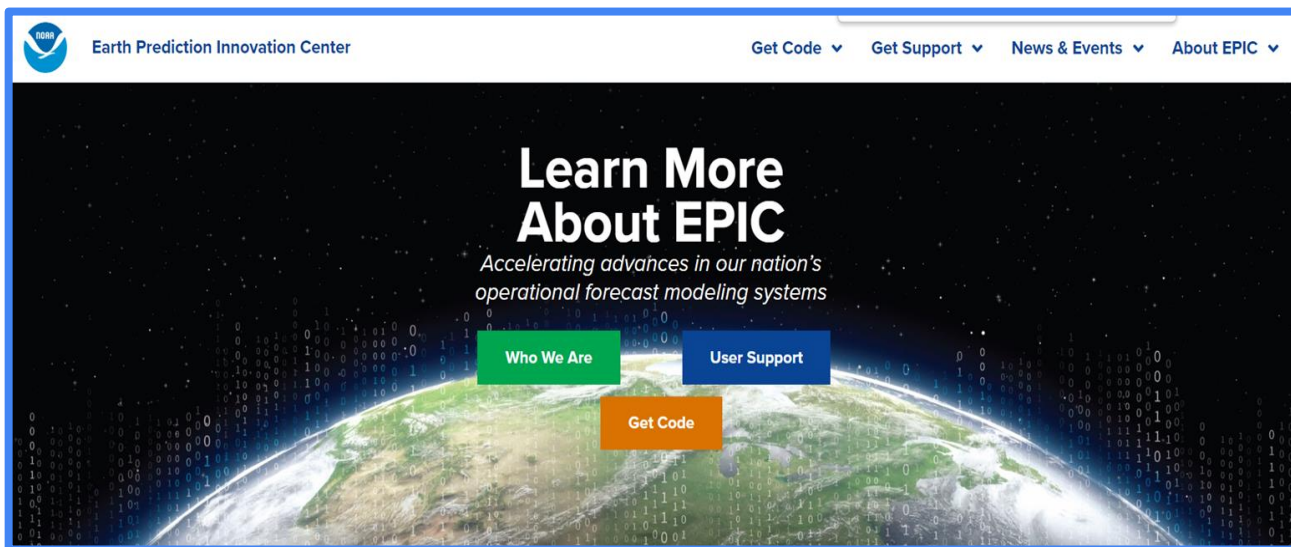 NOAA
Earth Prediction Innovation Center
Get Code
Get Support
News & Events
About EPIC
Learn More
About EPIC
Accelerating advances in our nation's
operational forecast modeling systems
Who We Are
User Support
Get Code